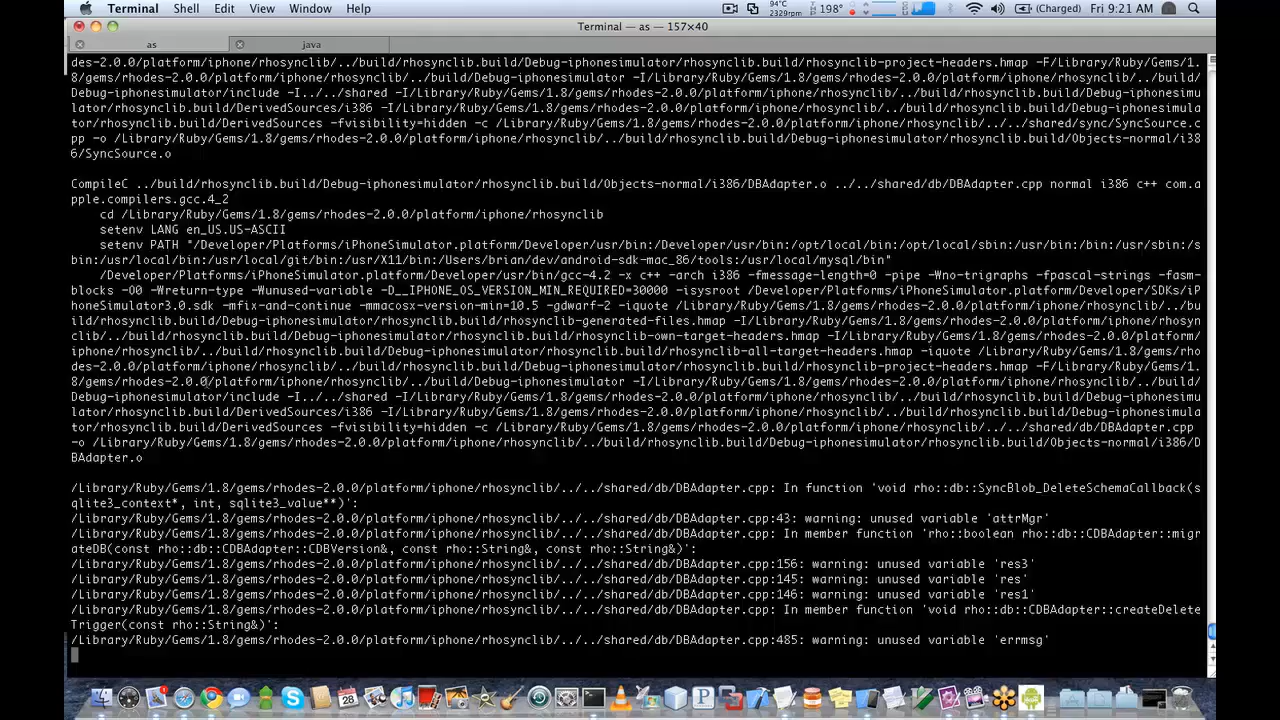 Terminal Shell Edit View Window Help 94°C 2329rpm 198° (Charged) Fri 9:21 AM
Terminal — as — 157×40
as java
des-2.0.0/platform/iphone/rhosynclib/../build/rhosynclib.build/Debug-iphonesimulator/rhosynclib.build/rhosynclib-project-headers.hmap -F/Library/Ruby/Gems/1.
8/gems/rhodes-2.0.0/platform/iphone/rhosynclib/../build/Debug-iphonesimulator -I/Library/Ruby/Gems/1.8/gems/rhodes-2.0.0/platform/iphone/rhosynclib/../build/
Debug-iphonesimulator/include -I../../shared -I/Library/Ruby/Gems/1.8/gems/rhodes-2.0.0/platform/iphone/rhosynclib/../build/rhosynclib.build/Debug-iphonesimu
lator/rhosynclib.build/DerivedSources/i386 -I/Library/Ruby/Gems/1.8/gems/rhodes-2.0.0/platform/iphone/rhosynclib/../build/rhosynclib.build/Debug-iphonesimula
tor/rhosynclib.build/DerivedSources -fvisibility-hidden -c /Library/Ruby/Gems/1.8/gems/rhodes-2.0.0/platform/iphone/rhosynclib/../../shared/sync/SyncSource.c
pp -o /Library/Ruby/Gems/1.8/gems/rhodes-2.0.0/platform/iphone/rhosynclib/../build/rhosynclib.build/Debug-iphonesimulator/rhosynclib.build/Objects-normal/i38
6/SyncSource.o
CompileC ../build/rhosynclib.build/Debug-iphonesimulator/rhosynclib.build/Objects-normal/i386/DBAdapter.o ../../shared/db/DBAdapter.cpp normal i386 c++ com.a
pple.compilers.gcc.4_2
cd /Library/Ruby/Gems/1.8/gems/rhodes-2.0.0/platform/iphone/rhosynclib
setenv LANG en_US.US-ASCII
setenv PATH "/Developer/Platforms/iPhoneSimulator.platform/Developer/usr/bin:/Developer/usr/bin:/opt/local/bin:/opt/local/sbin:/usr/bin:/bin:/usr/sbin:/s
bin:/usr/local/bin:/usr/local/git/bin:/usr/X11/bin:/Users/brian/dev/android-sdk-mac_86/tools:/usr/local/mysql/bin"
/Developer/Platforms/iPhoneSimulator.platform/Developer/usr/bin/gcc-4.2 -x c++ -arch i386 -fmessage-length=0 -pipe -Wno-trigraphs -fpascal-strings -fasm-
blocks -O0 -Wreturn-type -Wunused-variable -D__IPHONE_OS_VERSION_MIN_REQUIRED=30000 -isysroot /Developer/Platforms/iPhoneSimulator.platform/Developer/SDKs/iP
honeSimulator3.0.sdk -mfix-and-continue -mmacosx-version-min=10.5 -gdwarf-2 -iquote /Library/Ruby/Gems/1.8/gems/rhodes-2.0.0/platform/iphone/rhosynclib/../bu
ild/rhosynclib.build/Debug-iphonesimulator/rhosynclib.build/rhosynclib-generated-files.hmap -I/Library/Ruby/Gems/1.8/gems/rhodes-2.0.0/platform/iphone/rhosyn
clib/../build/rhosynclib.build/Debug-iphonesimulator/rhosynclib.build/rhosynclib-own-target-headers.hmap -I/Library/Ruby/Gems/1.8/gems/rhodes-2.0.0/platform/
iphone/rhosynclib/../build/rhosynclib.build/Debug-iphonesimulator/rhosynclib.build/rhosynclib-all-target-headers.hmap -iquote /Library/Ruby/Gems/1.8/gems/rho
des-2.0.0/platform/iphone/rhosynclib/../build/rhosynclib.build/Debug-iphonesimulator/rhosynclib.build/rhosynclib-project-headers.hmap -F/Library/Ruby/Gems/1.
8/gems/rhodes-2.0.0/platform/iphone/rhosynclib/../build/Debug-iphonesimulator -I/Library/Ruby/Gems/1.8/gems/rhodes-2.0.0/platform/iphone/rhosynclib/../build/
Debug-iphonesimulator/include -I../../shared -I/Library/Ruby/Gems/1.8/gems/rhodes-2.0.0/platform/iphone/rhosynclib/../build/rhosynclib.build/Debug-iphonesimu
lator/rhosynclib.build/DerivedSources/i386 -I/Library/Ruby/Gems/1.8/gems/rhodes-2.0.0/platform/iphone/rhosynclib/../build/rhosynclib.build/Debug-iphonesimula
tor/rhosynclib.build/DerivedSources -fvisibility-hidden -c /Library/Ruby/Gems/1.8/gems/rhodes-2.0.0/platform/iphone/rhosynclib/../../shared/db/DBAdapter.cpp
-o /Library/Ruby/Gems/1.8/gems/rhodes-2.0.0/platform/iphone/rhosynclib/../build/rhosynclib.build/Debug-iphonesimulator/rhosynclib.build/Objects-normal/i386/D
BAdapter.o
/Library/Ruby/Gems/1.8/gems/rhodes-2.0.0/platform/iphone/rhosynclib/../../shared/db/DBAdapter.cpp: In function 'void rho::db::SyncBlob_DeleteSchemaCallback(s
qlite3_context*, int, sqlite3_value**)':
/Library/Ruby/Gems/1.8/gems/rhodes-2.0.0/platform/iphone/rhosynclib/../../shared/db/DBAdapter.cpp:43: warning: unused variable 'attrMgr'
/Library/Ruby/Gems/1.8/gems/rhodes-2.0.0/platform/iphone/rhosynclib/../../shared/db/DBAdapter.cpp: In member function 'rho::boolean rho::db::CDBAdapter::migr
ateDB(const rho::db::CDBAdapter::CDBVersion&, const rho::String&, const rho::String&)':
/Library/Ruby/Gems/1.8/gems/rhodes-2.0.0/platform/iphone/rhosynclib/../../shared/db/DBAdapter.cpp:156: warning: unused variable 'res3'
/Library/Ruby/Gems/1.8/gems/rhodes-2.0.0/platform/iphone/rhosynclib/../../shared/db/DBAdapter.cpp:145: warning: unused variable 'res'
/Library/Ruby/Gems/1.8/gems/rhodes-2.0.0/platform/iphone/rhosynclib/../../shared/db/DBAdapter.cpp:146: warning: unused variable 'res1'
/Library/Ruby/Gems/1.8/gems/rhodes-2.0.0/platform/iphone/rhosynclib/../../shared/db/DBAdapter.cpp: In member function 'void rho::db::CDBAdapter::createDelete
Trigger(const rho::String&)':
/Library/Ruby/Gems/1.8/gems/rhodes-2.0.0/platform/iphone/rhosynclib/../../shared/db/DBAdapter.cpp:485: warning: unused variable 'errmsg'
28